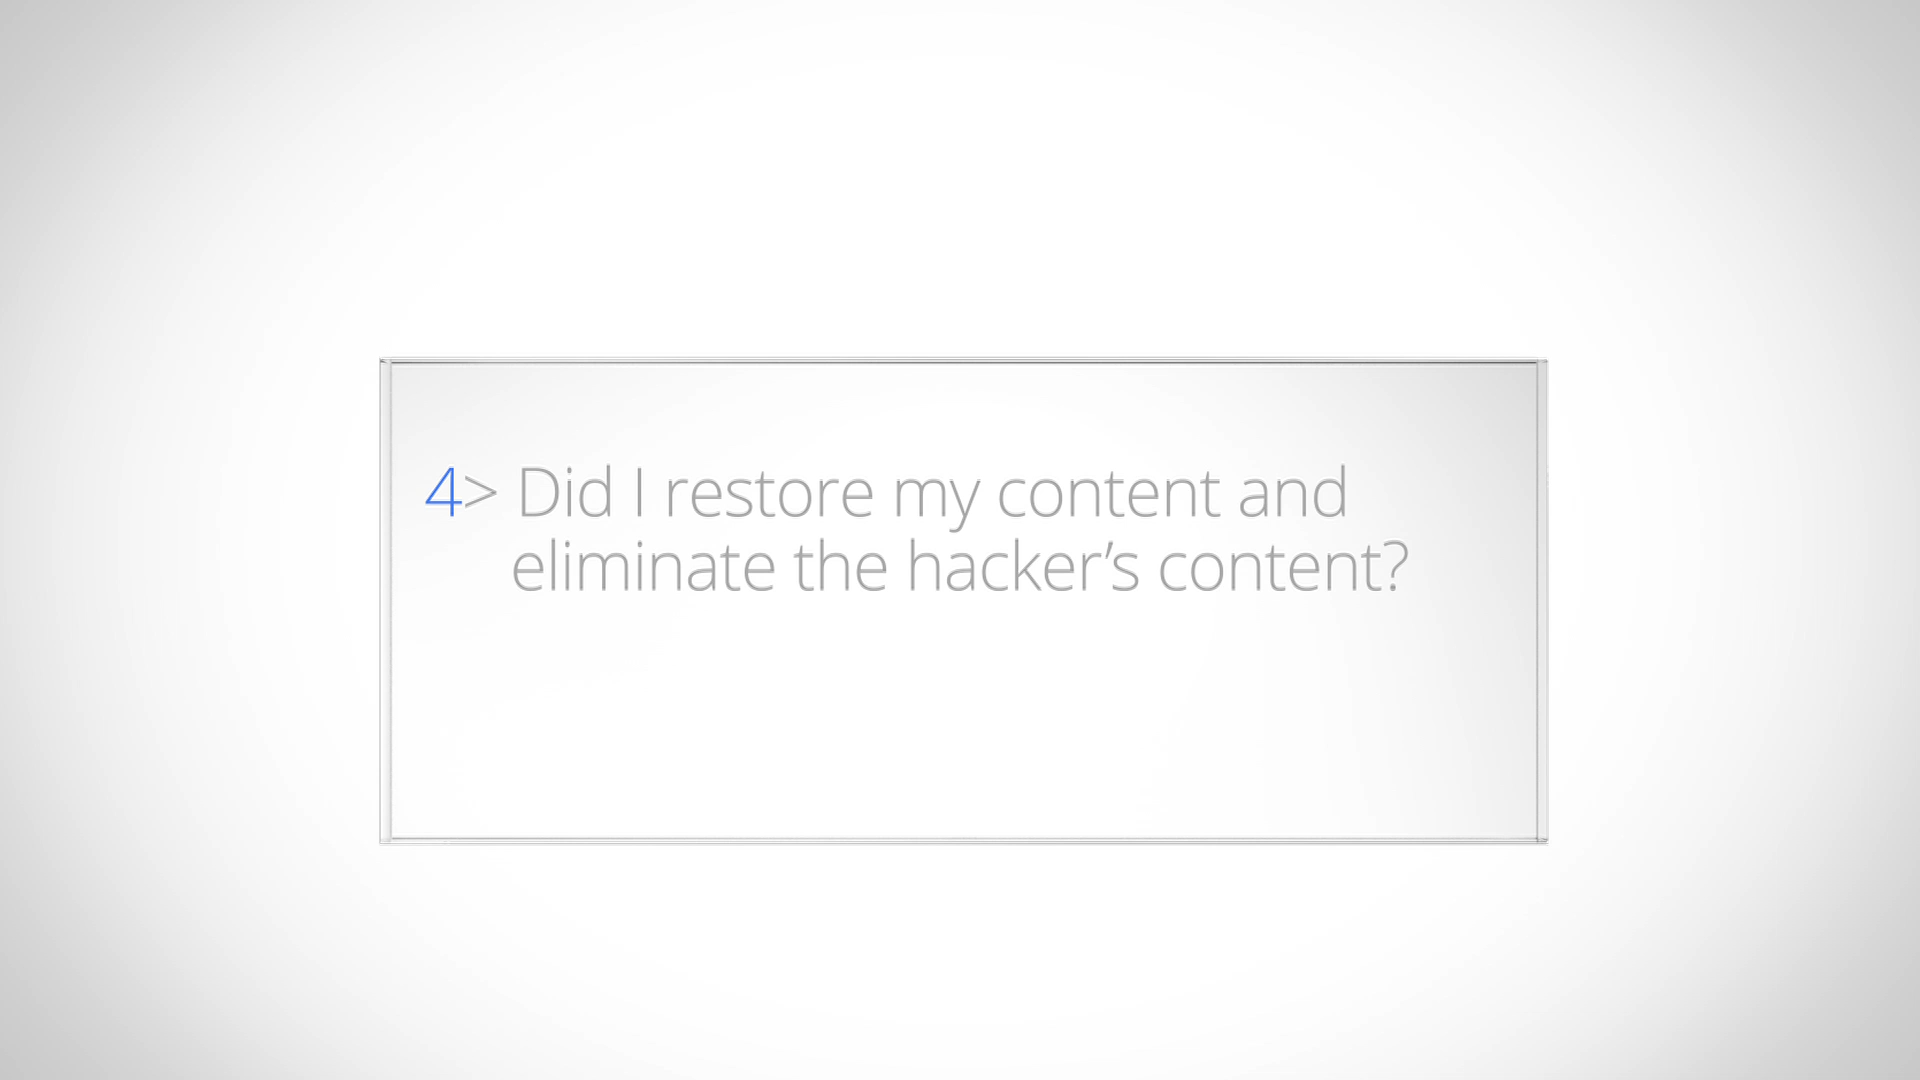 4> Did I restore my content and
eliminate the hacker’s content?